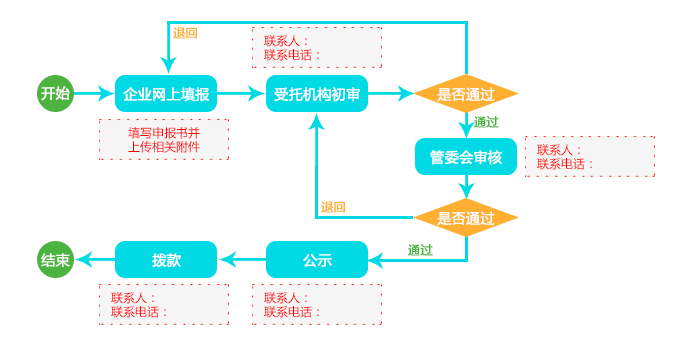 退回
联系人：
联系电话：
开始
企业网上填报
受托机构初审
是否通过
填写申报书并
上传相关附件
通过
管委会审核
联系人：
联系电话：
退回
是否通过
通过
结束
拨款
公示
联系人：
联系电话：
联系人：
联系电话：